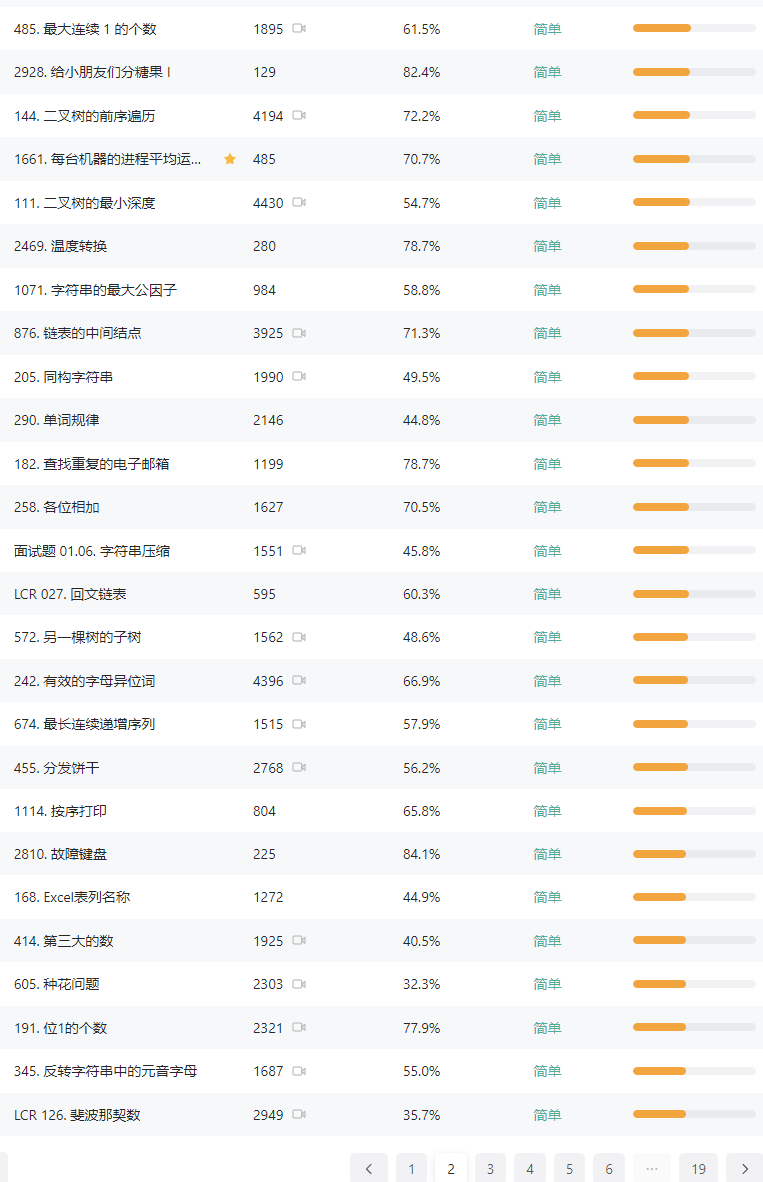 485. 最大连续 1 的个数 1895 61.5% 简单
2928. 给小朋友们分糖果 I 129 82.4% 简单
144. 二叉树的前序遍历 4194 72.2% 简单
1661. 每台机器的进程平均运... 485 70.7% 简单
111. 二叉树的最小深度 4430 54.7% 简单
2469. 温度转换 280 78.7% 简单
1071. 字符串的最大公因子 984 58.8% 简单
876. 链表的中间结点 3925 71.3% 简单
205. 同构字符串 1990 49.5% 简单
290. 单词规律 2146 44.8% 简单
182. 查找重复的电子邮箱 1199 78.7% 简单
258. 各位相加 1627 70.5% 简单
面试题 01.06. 字符串压缩 1551 45.8% 简单
LCR 027. 回文链表 595 60.3% 简单
572. 另一棵树的子树 1562 48.6% 简单
242. 有效的字母异位词 4396 66.9% 简单
674. 最长连续递增序列 1515 57.9% 简单
455. 分发饼干 2768 56.2% 简单
1114. 按序打印 804 65.8% 简单
2810. 故障键盘 225 84.1% 简单
168. Excel表列名称 1272 44.9% 简单
414. 第三大的数 1925 40.5% 简单
605. 种花问题 2303 32.3% 简单
191. 位1的个数 2321 77.9% 简单
345. 反转字符串中的元音字母 1687 55.0% 简单
LCR 126. 斐波那契数 2949 35.7% 简单
1 2 3 4 5 6 ... 19